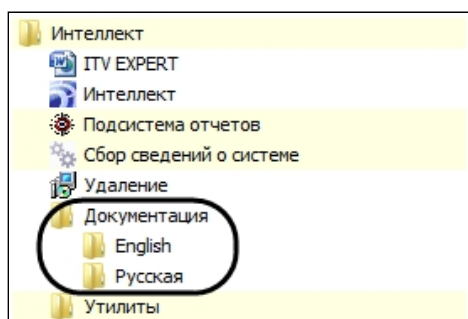 Интеллект
ITV EXPERT
Интеллект
Подсистема отчетов
Сбор сведений о системе
Удаление
Документация
English
Русская
Утилиты